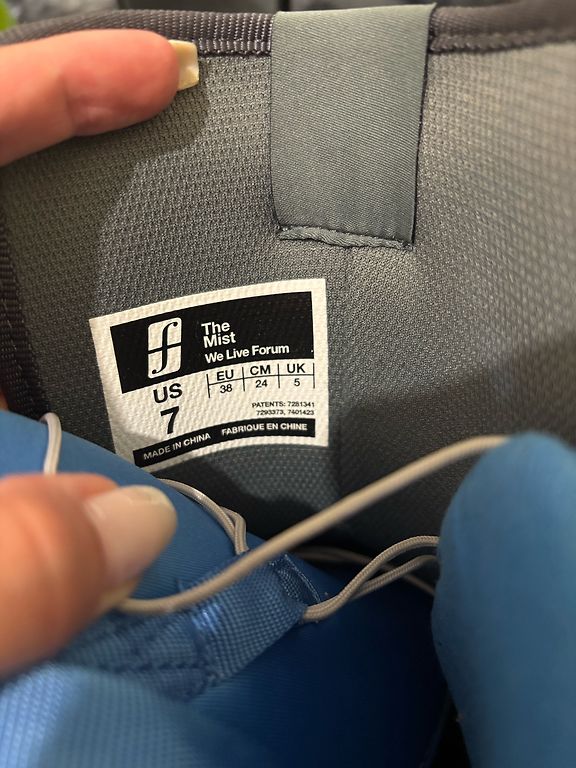 The
Mist
We Live Forum
US
7
EU CM UK
38 24 5
PATENTS: 7281341
7293373, 7401423
MADE IN CHINA FABRIQUE EN CHINE